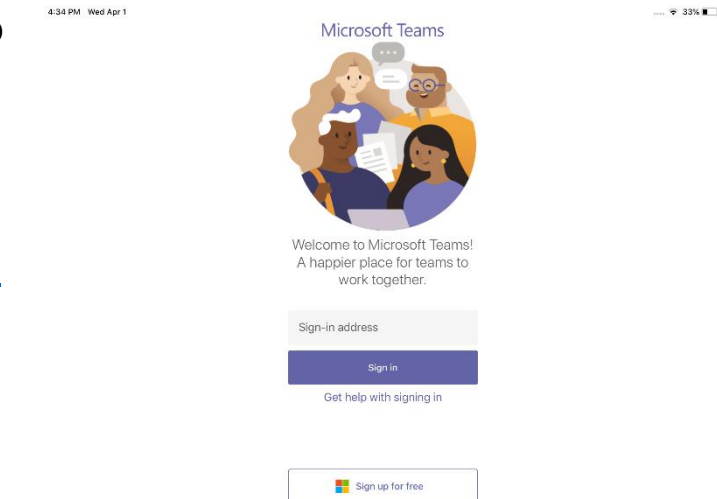 4:34 PM Wed Apr 1
33%
Microsoft Teams
Welcome to Microsoft Teams!
A happier place for teams to
work together.
Sign-in address
Sign in
Get help with signing in
Sign up for free